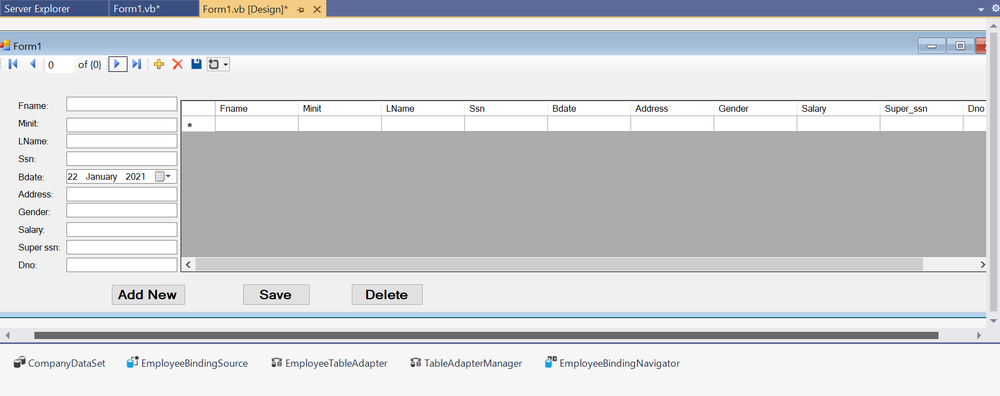 Server Explorer Form1.vb* Form1.vb [Design]*
Form1
0 of {0}
Fname:
Minit:
LName:
Ssn:
Bdate: 22 January 2021
Address:
Gender:
Salary:
Super ssn:
Dno:
Fname Minit LName Ssn Bdate Address Gender Salary Super_ssn Dno
*
Add New Save Delete
CompanyDataSet EmployeeBindingSource EmployeeTableAdapter TableAdapterManager EmployeeBindingNavigator